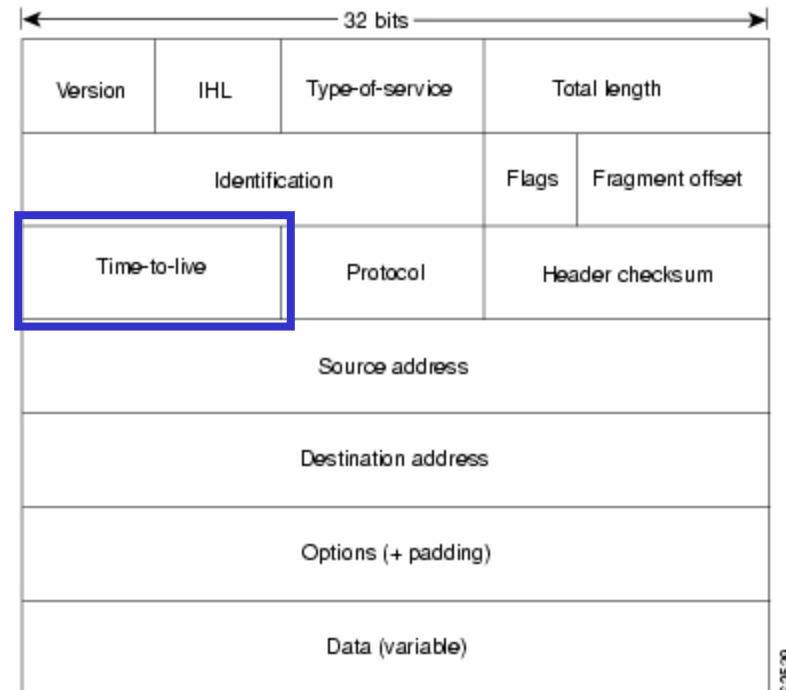 32 bits
Version IHL Type-of-service Total length
Identification Flags Fragment offset
Time-to-live Protocol Header checksum
Source address
Destination address
Options (+ padding)
Data (variable)